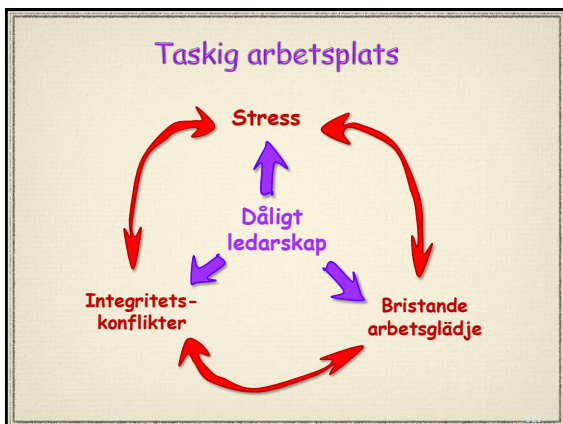 Taskig arbetsplats
Stress
Dåligt
ledarskap
Integritets-
konflikter
Bristande
arbetsglädje